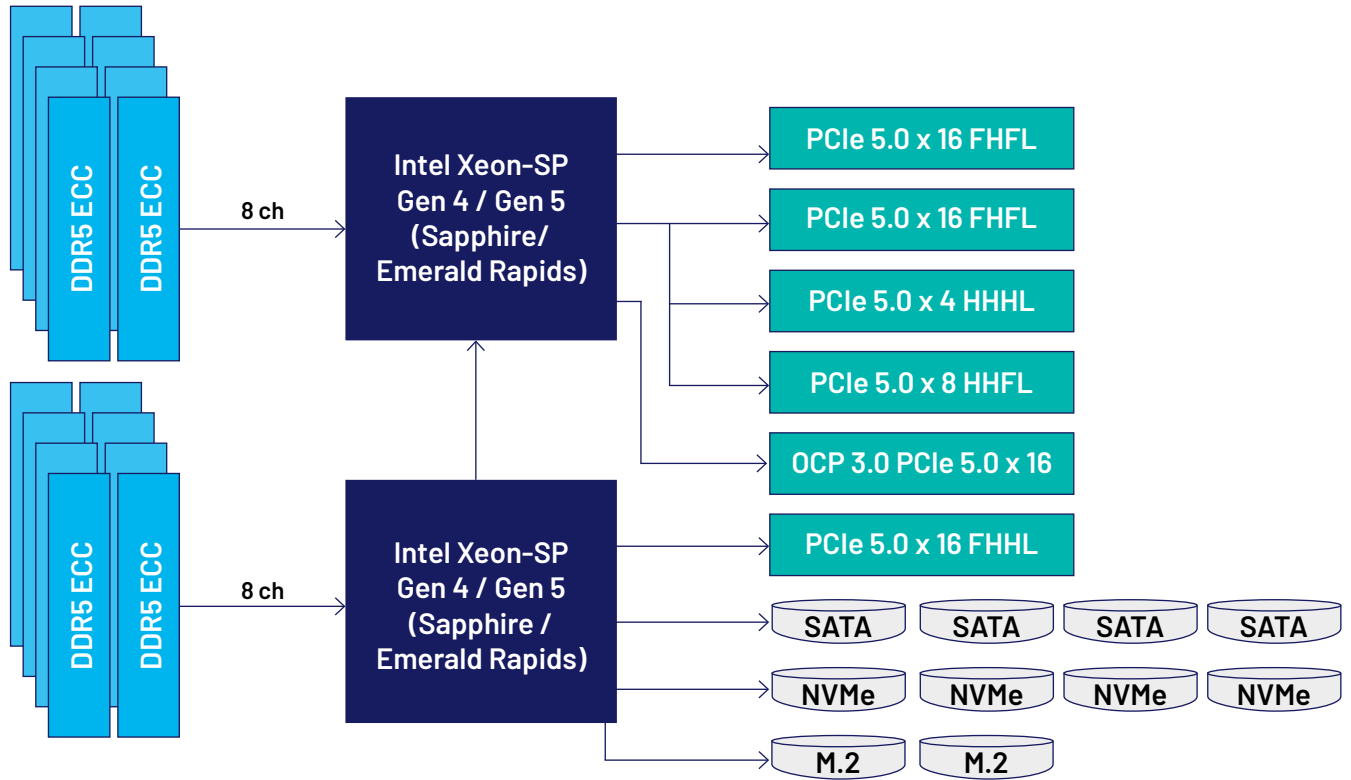 DDR5 ECC
DDR5 ECC
8 ch
Intel Xeon-SP
Gen 4 / Gen 5
(Sapphire/
Emerald Rapids)
PCIe 5.0 x 16 FHFL
PCIe 5.0 x 16 FHFL
PCIe 5.0 x 4 HHHL
PCIe 5.0 x 8 HHFL
OCP 3.0 PCIe 5.0 x 16
DDR5 ECC
DDR5 ECC
8 ch
Intel Xeon-SP
Gen 4 / Gen 5
(Sapphire /
Emerald Rapids)
PCIe 5.0 x 16 FHHL
SATA SATA SATA SATA
NVMe NVMe NVMe NVMe
M.2 M.2